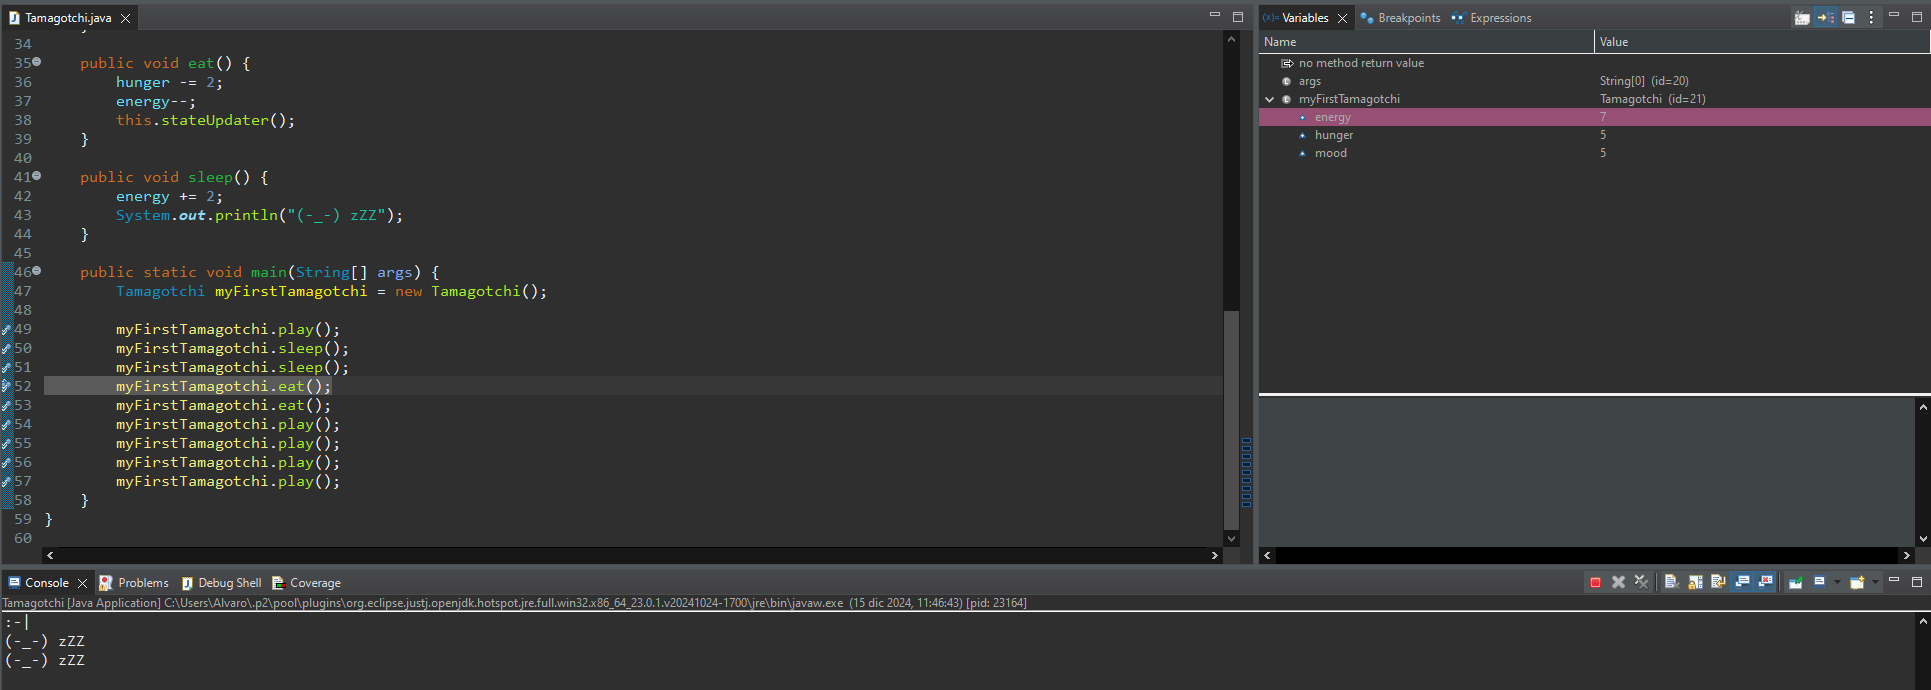 Tamagotchi.java
34
35 public void eat() {
36 hunger -= 2;
37 energy--;
38 this.stateUpdater();
39 }
40
41 public void sleep() {
42 energy += 2;
43 System.out.println("(-_-) zZZ");
44 }
45
46 public static void main(String[] args) {
47 Tamagotchi myFirstTamagotchi = new Tamagotchi();
48
49 myFirstTamagotchi.play();
50 myFirstTamagotchi.sleep();
51 myFirstTamagotchi.sleep();
52 myFirstTamagotchi.eat();
53 myFirstTamagotchi.eat();
54 myFirstTamagotchi.play();
55 myFirstTamagotchi.play();
56 myFirstTamagotchi.play();
57 myFirstTamagotchi.play();
58 }
59 }
60
(x)= Variables Breakpoints Expressions
Name Value
no method return value
args String[0] (id=20)
myFirstTamagotchi Tamagotchi (id=21)
energy 7
hunger 5
mood 5
Console Problems Debug Shell Coverage
Tamagotchi [Java Application] C:\Users\Alvaro\.p2\pool\plugins\org.eclipse.justj.openjdk.hotspot.jre.full.win32.x86_64_23.0.1.v20241024-1700\jre\bin\javaw.exe (15 dic 2024, 11:46:43) [pid: 23164]
:-|
(-_-) zZZ
(-_-) zZZ